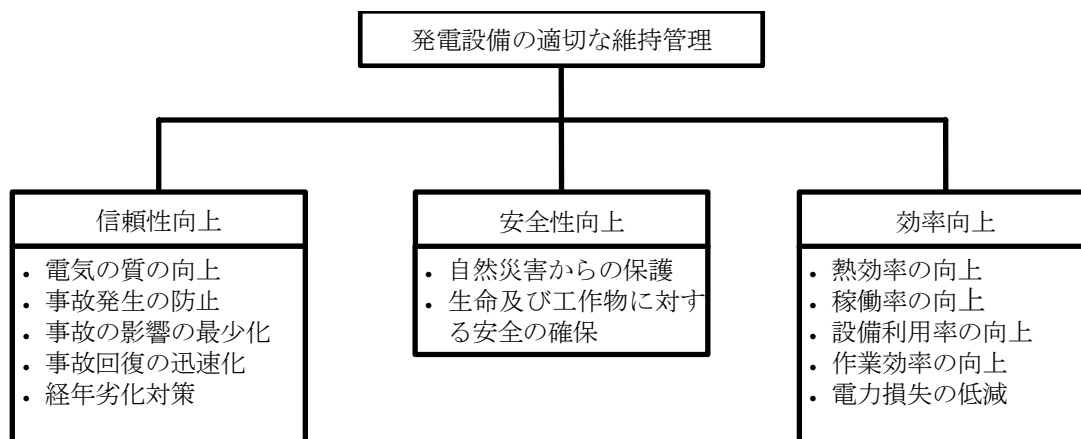 発電設備の適切な維持管理
信頼性向上
・電気の質の向上
・事故発生の防止
・事故の影響の最少化
・事故回復の迅速化
・経年劣化対策
安全性向上
・自然災害からの保護
・生命及び工作物に対す
る安全の確保
効率向上
・熱効率の向上
・稼働率の向上
・設備利用率の向上
・作業効率の向上
・電力損失の低減